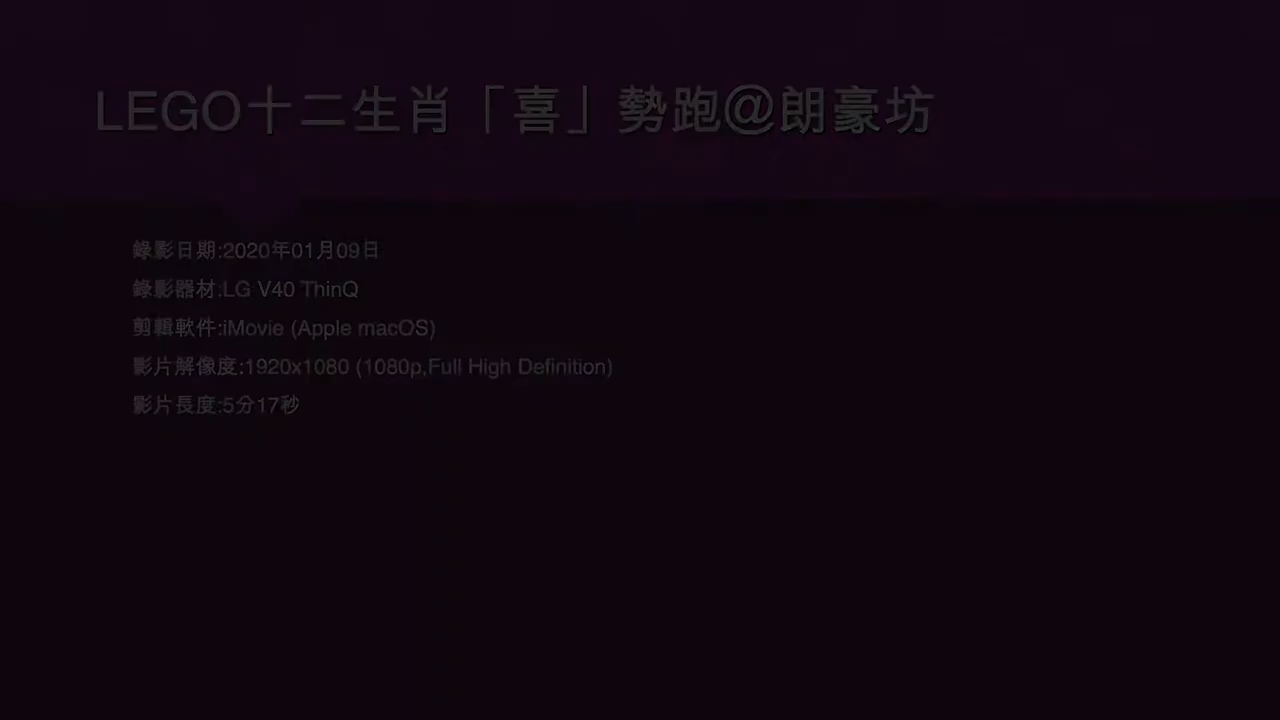 LEGO十二生肖「喜」勢跑@朗豪坊
錄影日期:2020年01月09日
錄影器材:LG V40 ThinQ
剪輯軟件:iMovie (Apple macOS)
影片解像度:1920x1080 (1080p,Full High Definition)
影片長度:5分17秒